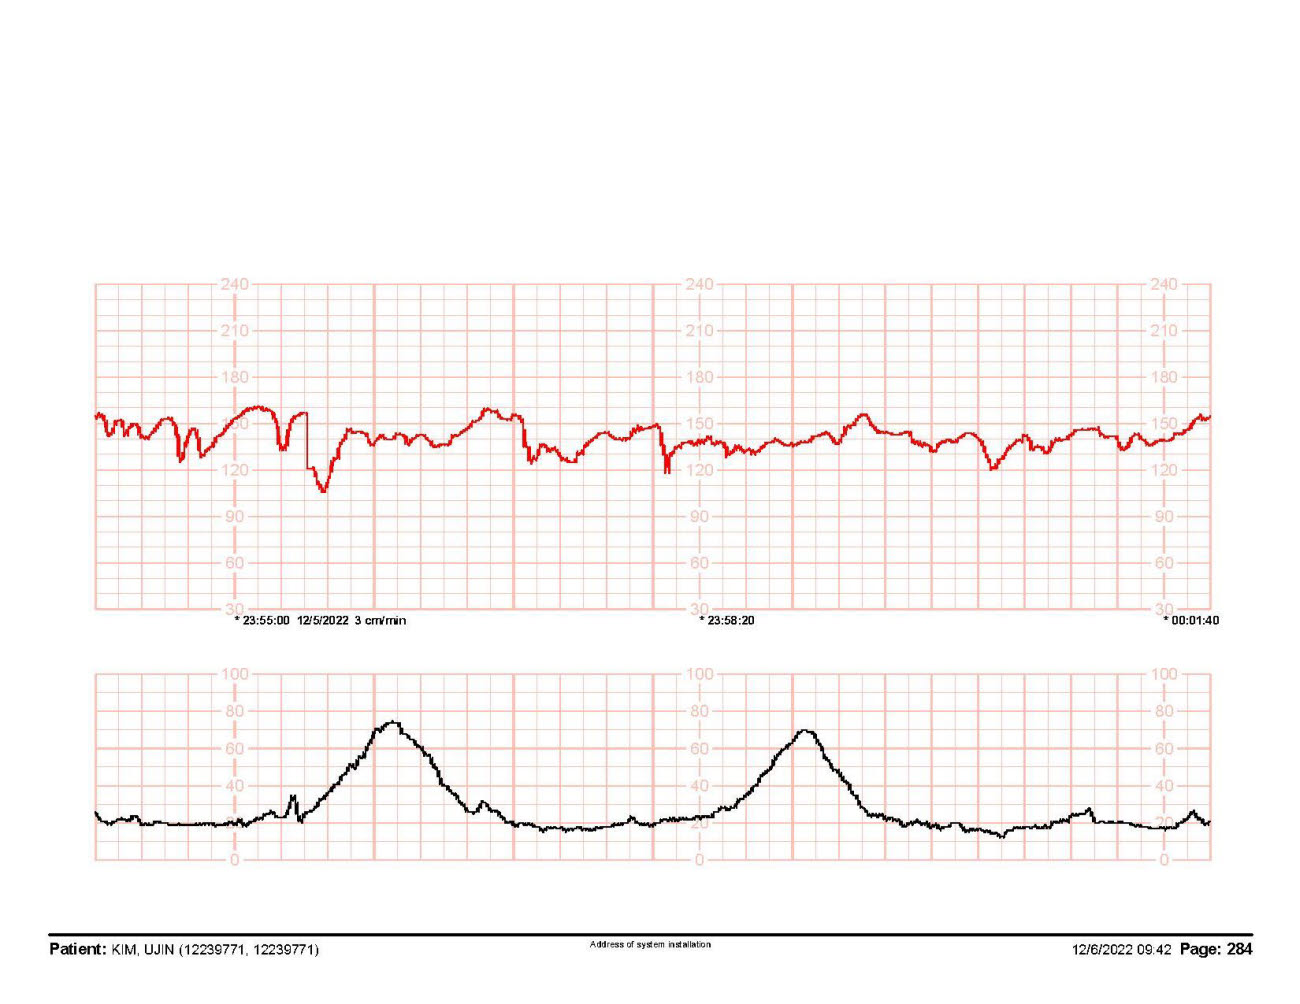 240 240 240
210 210 210
180 180 180
150 150 150
120 120 120
90 90 90
60 60 60
30 30 30
* 23:55:00 12/5/2022 3 cm/min * 23:58:20 * 00:01:40
100 100 100
80 80 80
60 60 60
40 40 40
20 20 20
0 0 0
Patient: KIM, UJIN (12239771, 12239771) Address of system installation 12/6/2022 09:42 Page: 284